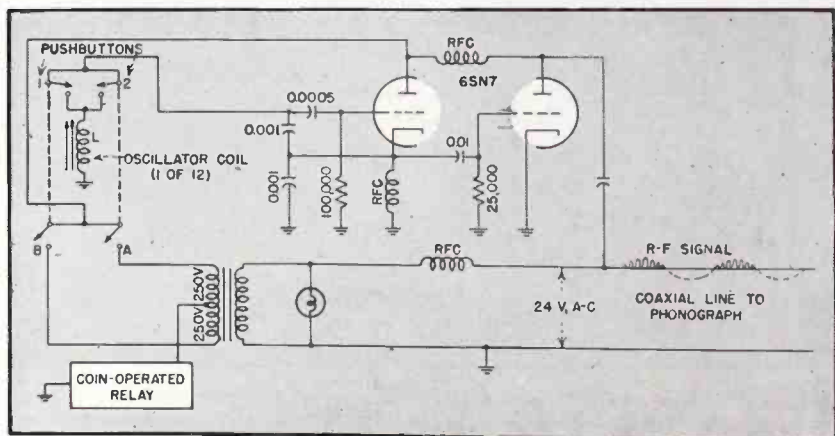 PUSHBUTTONS
1
2
RFC
6SN7
0.0005
0.001
L
OSCILLATOR COIL
(1 OF 12)
0.01
0.001
100,000
RFC
25,000
B
A
RFC
R-F SIGNAL
250V
250V
24 V, A-C
COAXIAL LINE TO
PHONOGRAPH
COIN-OPERATED
RELAY